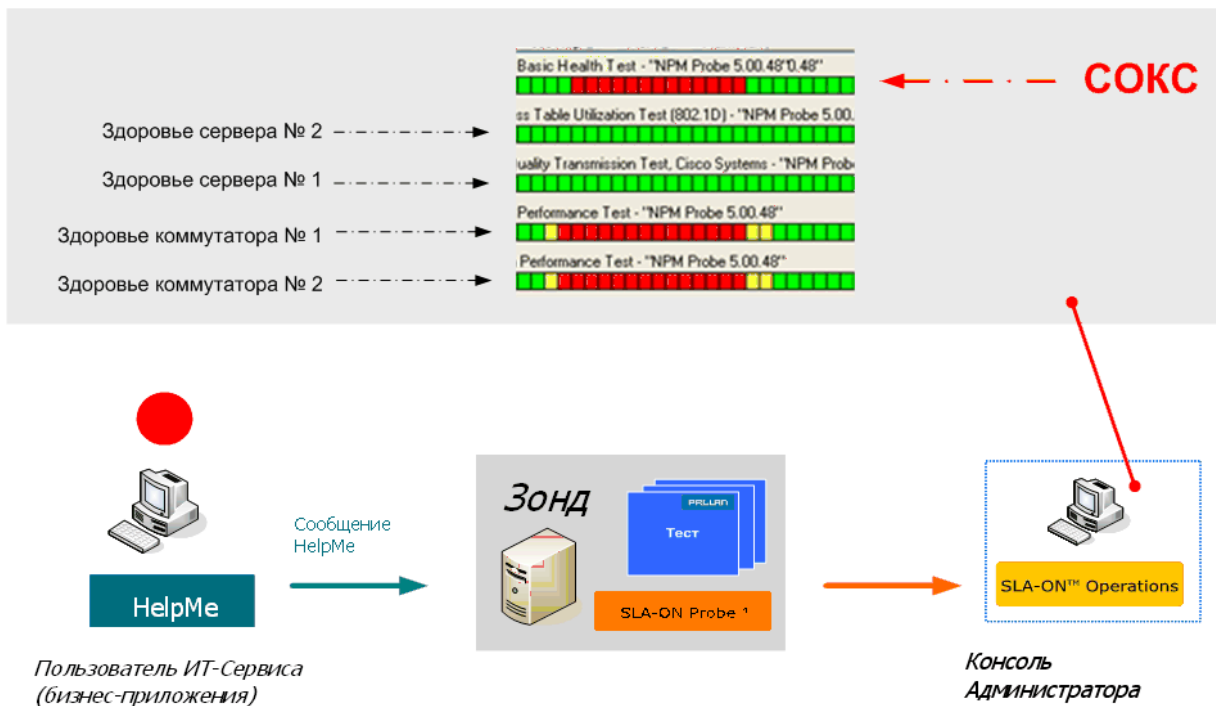 Basic Health Test - "NPM Probe 5.00.48"0.48"
СОКС
ss Table Utilization Test (802.1D) - "NPM Probe 5.00.
Здоровье сервера № 2
uality Transmission Test, Cisco Systems - "NPM Prob
Здоровье сервера № 1
Performance Test - "NPM Probe 5.00.48"
Здоровье коммутатора № 1
Performance Test - "NPM Probe 5.00.48"
Здоровье коммутатора № 2
Сообщение
HelpMe
HelpMe
Пользователь ИТ-Сервиса
(бизнес-приложения)
Зонд
PRLLAN
Тест
SLA-ON Probe ¹
SLA-ON™ Operations
Консоль
Администратора